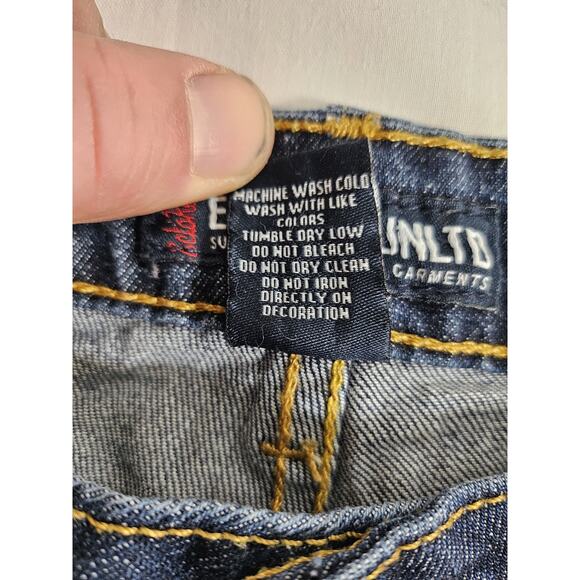 MACHINE WASH COLD
WASH WITH LIKE
COLORS
TUMBLE DRY LOW
DO NOT BLEACH
DO NOT DRY CLEAN
DO NOT IRON
DIRECTLY ON
DECORATION
E
UNLTD
SU
GARMENTS